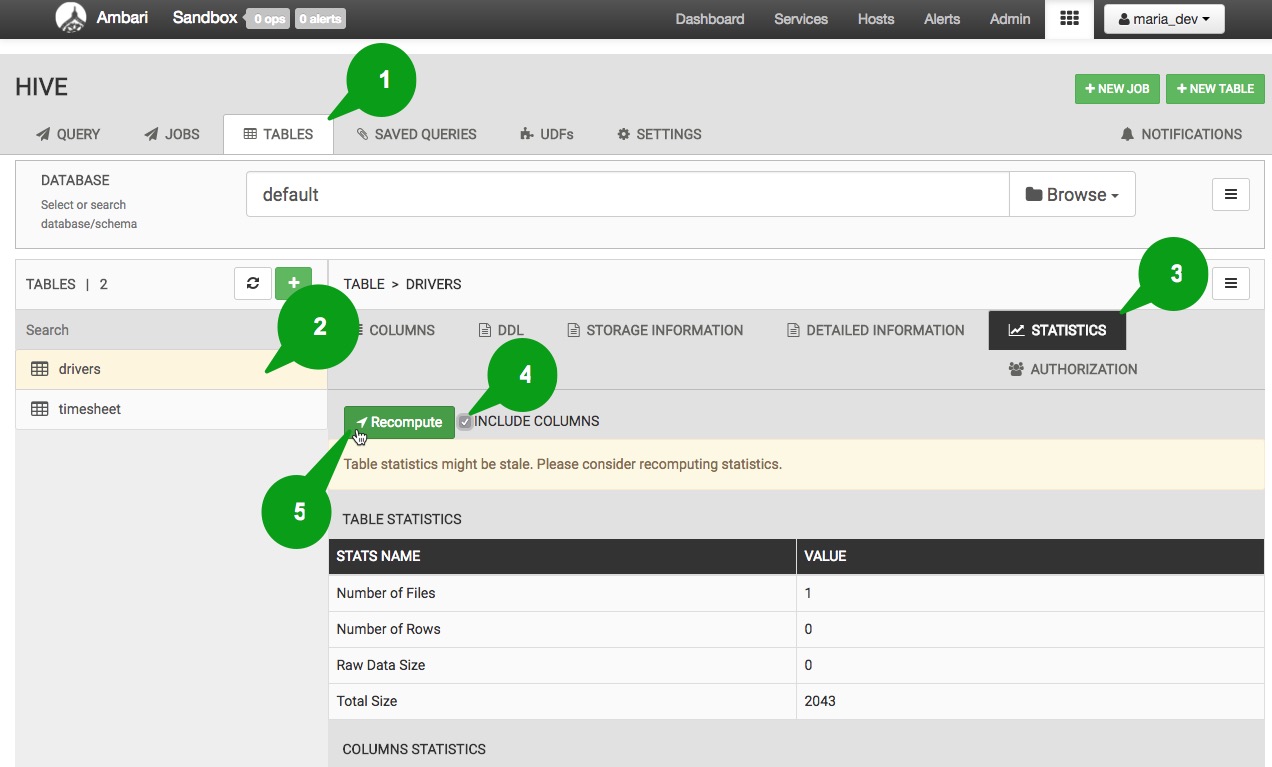 Ambari Sandbox 0 ops 0 alerts Dashboard Services Hosts Alerts Admin maria_dev
HIVE
1
NEW JOB NEW TABLE
QUERY JOBS TABLES SAVED QUERIES UDFs SETTINGS NOTIFICATIONS
DATABASE
Select or search
database/schema
default
Browse
TABLES | 2
TABLE > DRIVERS
3
Search
2
COLUMNS DDL STORAGE INFORMATION DETAILED INFORMATION STATISTICS
drivers
AUTHORIZATION
4
timesheet
Recompute INCLUDE COLUMNS
Table statistics might be stale. Please consider recomputing statistics.
5
TABLE STATISTICS
STATS NAME VALUE
Number of Files 1
Number of Rows 0
Raw Data Size 0
Total Size 2043
COLUMNS STATISTICS